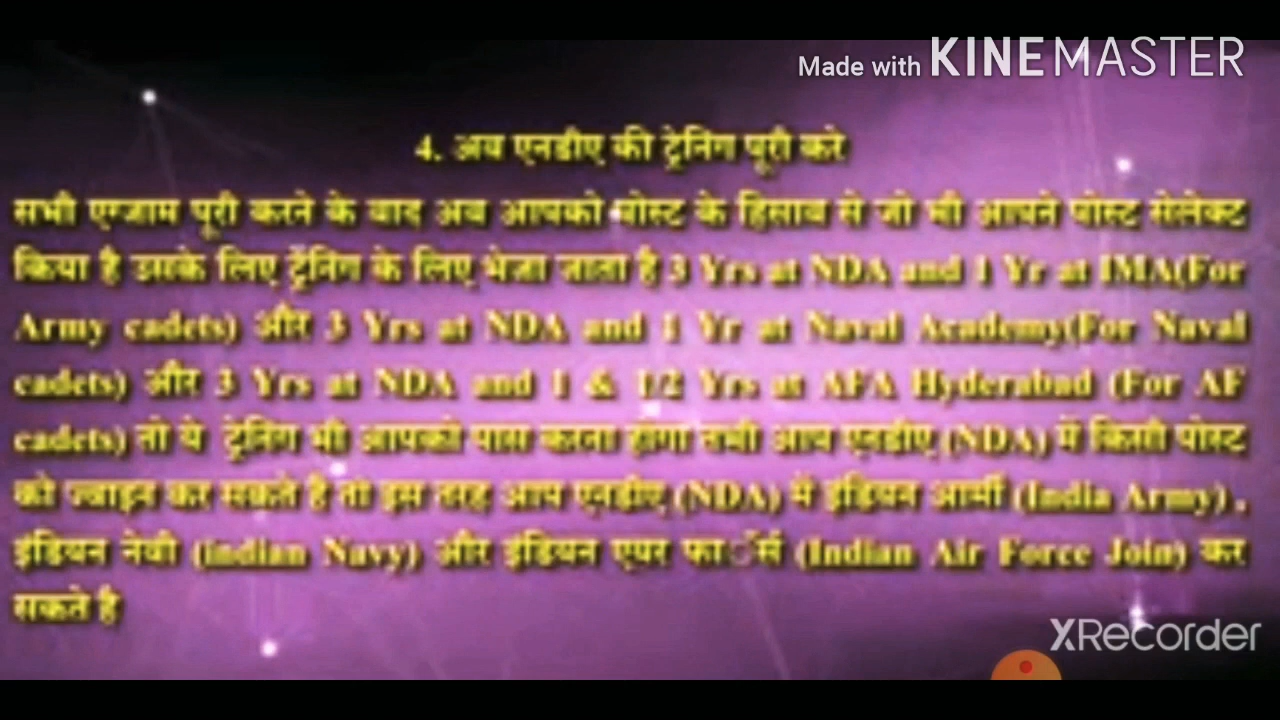 Made with KINEMASTER
4. अब एनडीए की ट्रेनिंग पूरी करे
सभी एग्जाम पूरी करने के बाद अब आपको पोस्ट के हिसाब से जो भी आपने पोस्ट सेलेक्ट
किया है उसके लिए ट्रेंनिग के लिए भेजा जाता है 3 Yrs at NDA and 1 Yr at IMA(For
Army cadets) और 3 Yrs at NDA and 1 Yr at Naval Academy(For Naval
cadets) और 3 Yrs at NDA and 1 & 1/2 Yrs at AFA Hyderabad (For AF
cadets) तो ये ट्रेनिंग भी आपको पास करना होगा तभी आप एनडीए (NDA) में किसी पोस्ट
को ज्वाइन कर सकते है तो इस तरह आप एनडीए (NDA) में इंडियन आर्मी (India Army) ,
इंडियन नेवी (indian Navy) और इंडियन एयर फाॅर्स (Indian Air Force Join) कर
सकते है
XRecorder